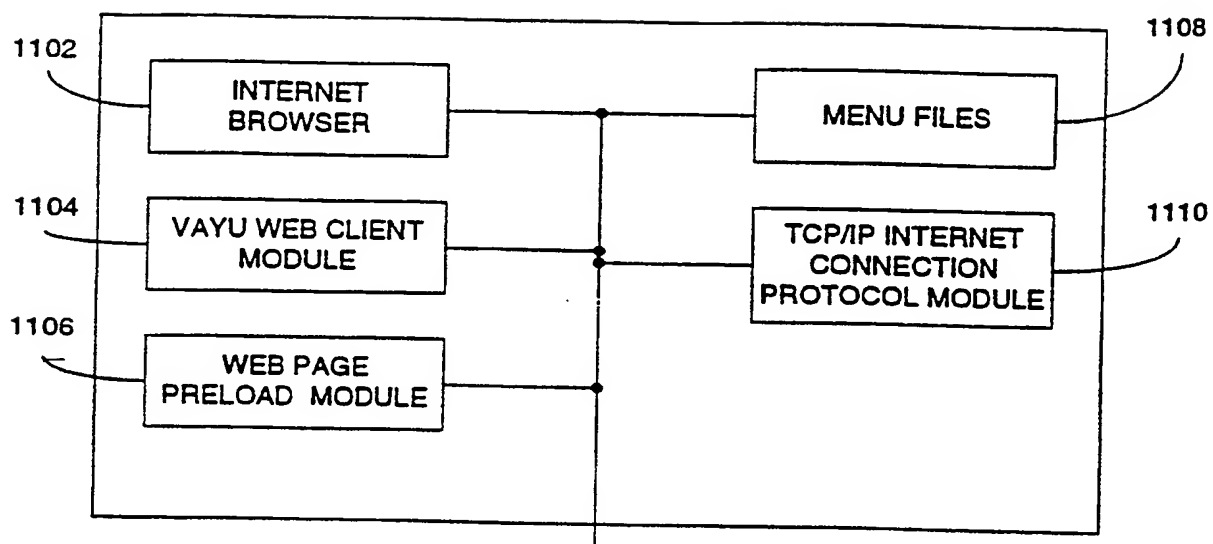 1102
INTERNET
BROWSER
1104
VAYU WEB CLIENT
MODULE
1106
WEB PAGE
PRELOAD MODULE
1108
MENU FILES
1110
TCP/IP INTERNET
CONNECTION
PROTOCOL MODULE